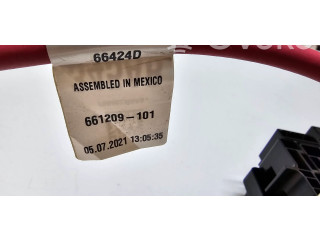 66424D
ASSEMBLED IN MEXICO
661209-101
05.07.2021 13:05:35